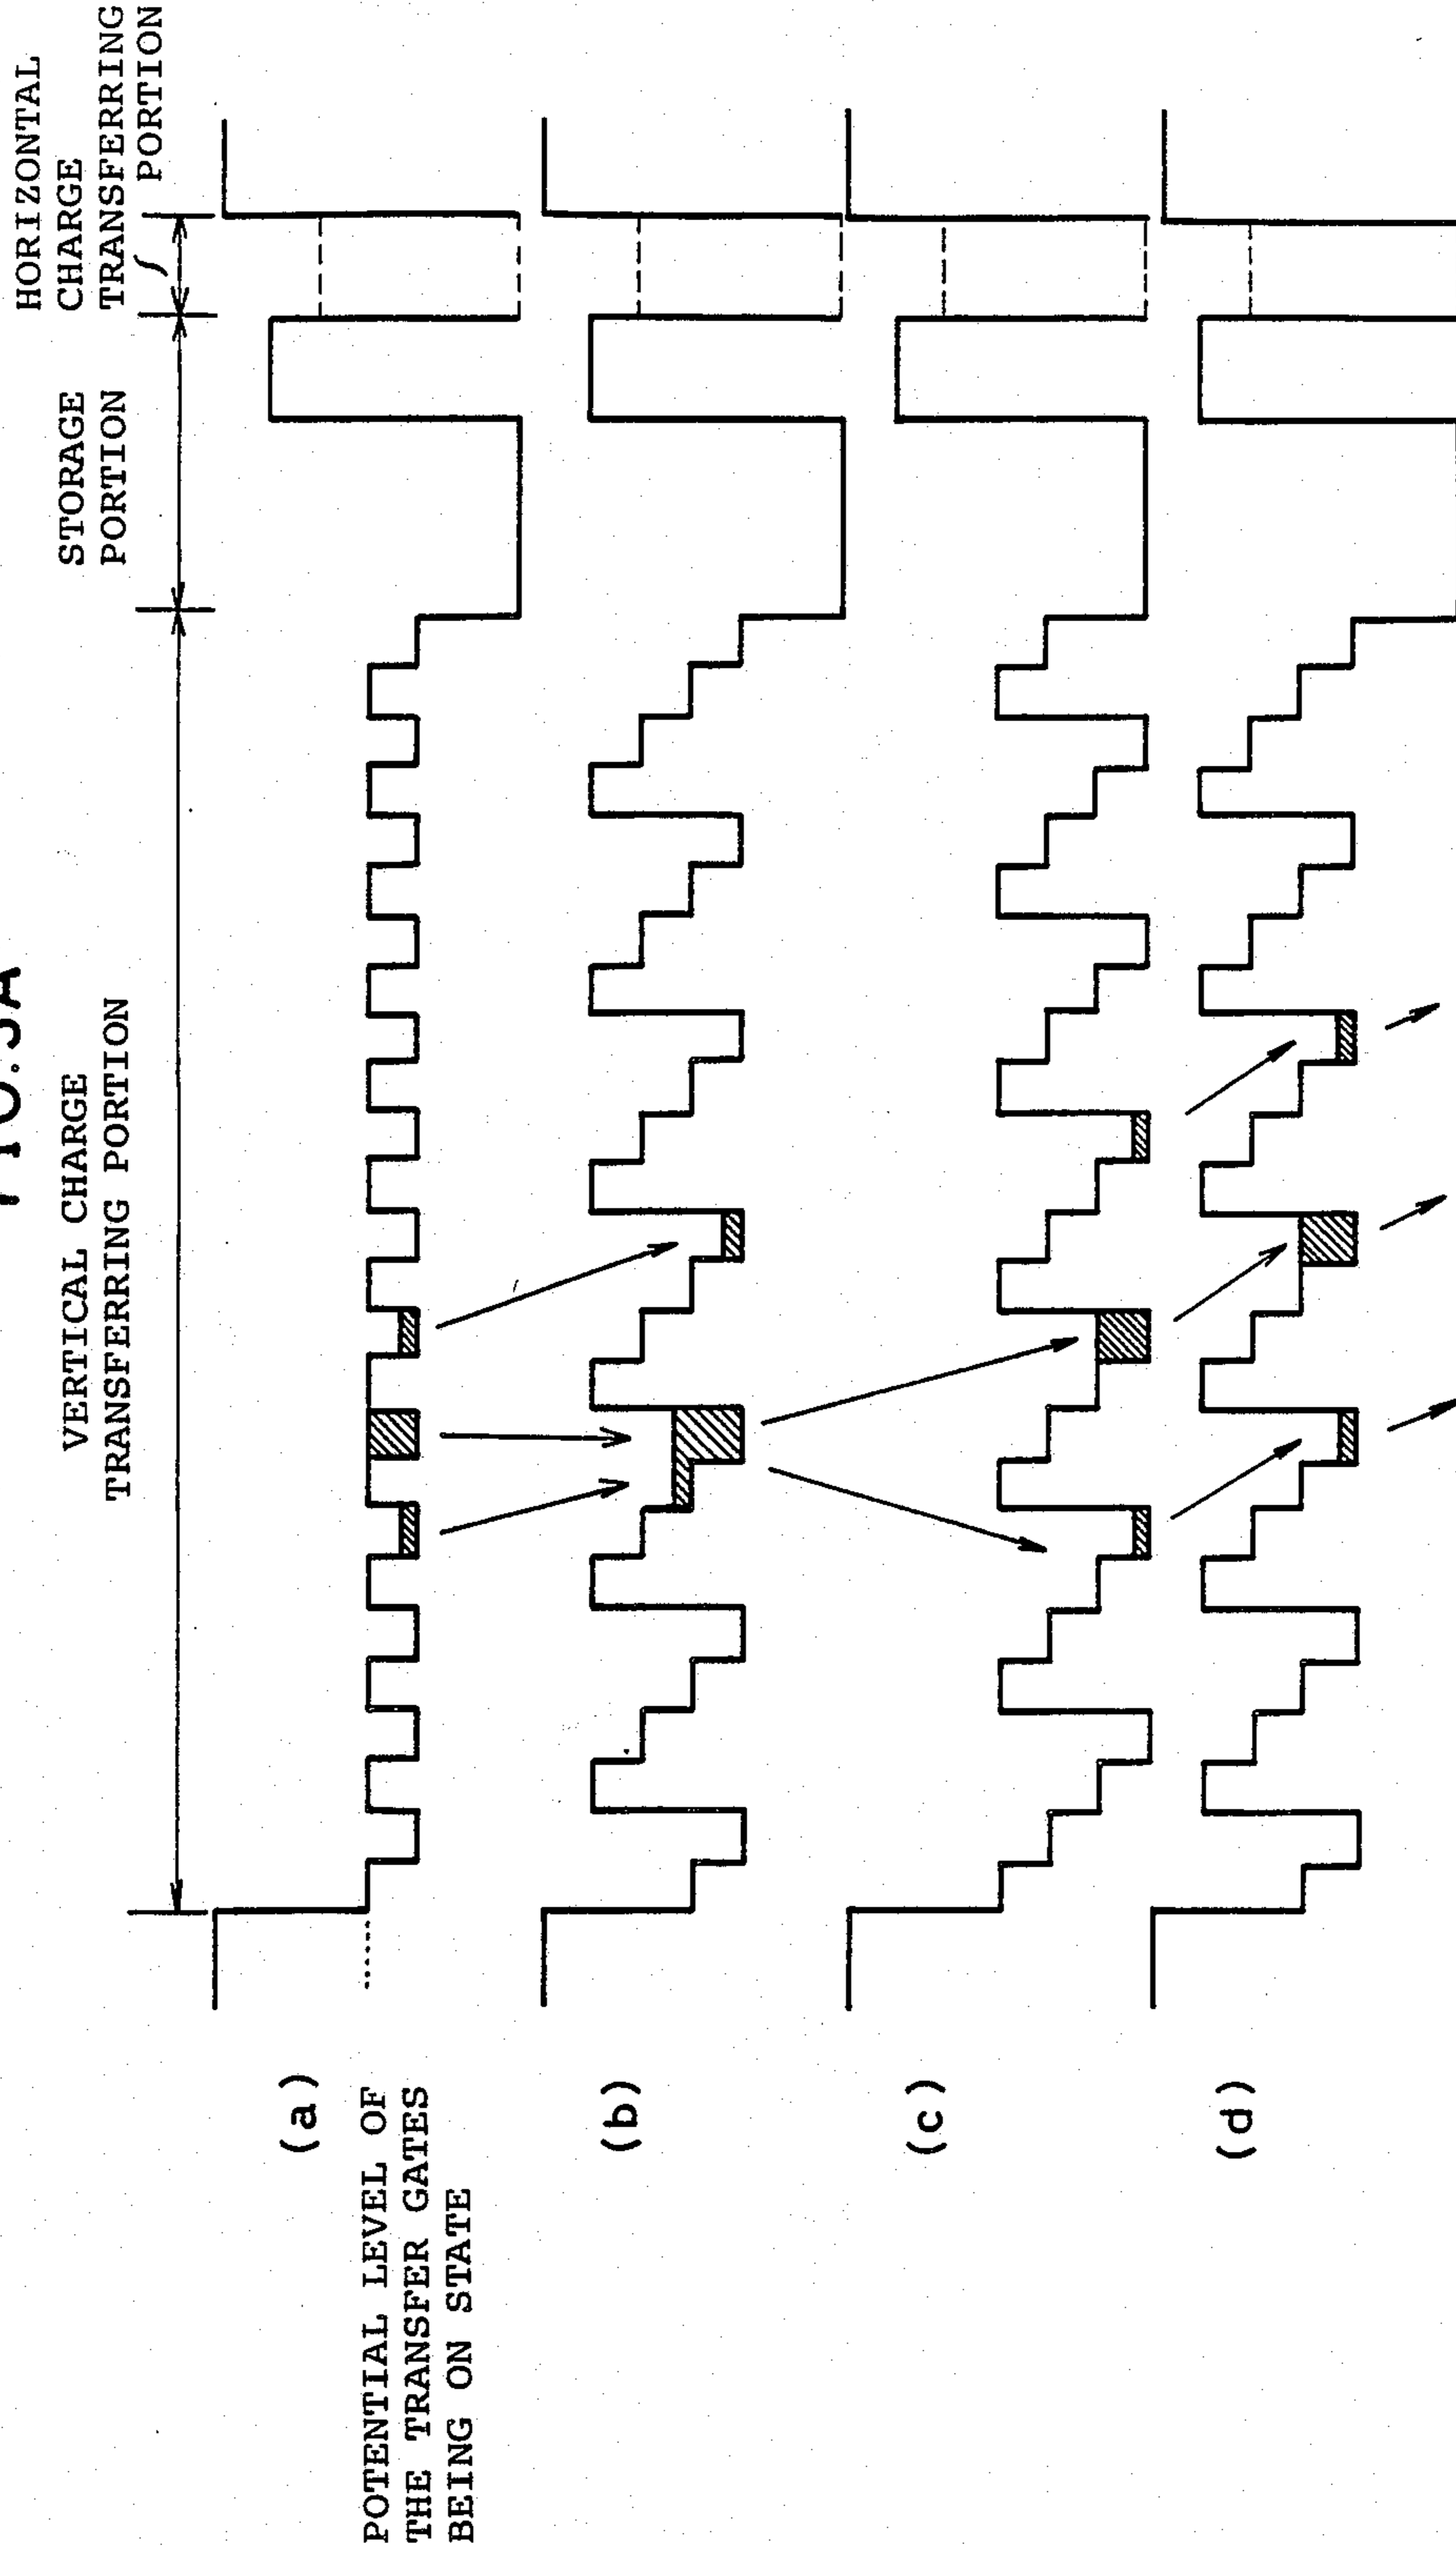 VERTICAL CHARGE
TRANSFERRING PORTION
STORAGE
PORTION
HORIZONTAL
CHARGE
TRANSFERRING
PORTION
(a)
POTENTIAL LEVEL OF
THE TRANSFER GATES
BEING ON STATE
(b)
(c)
(d)